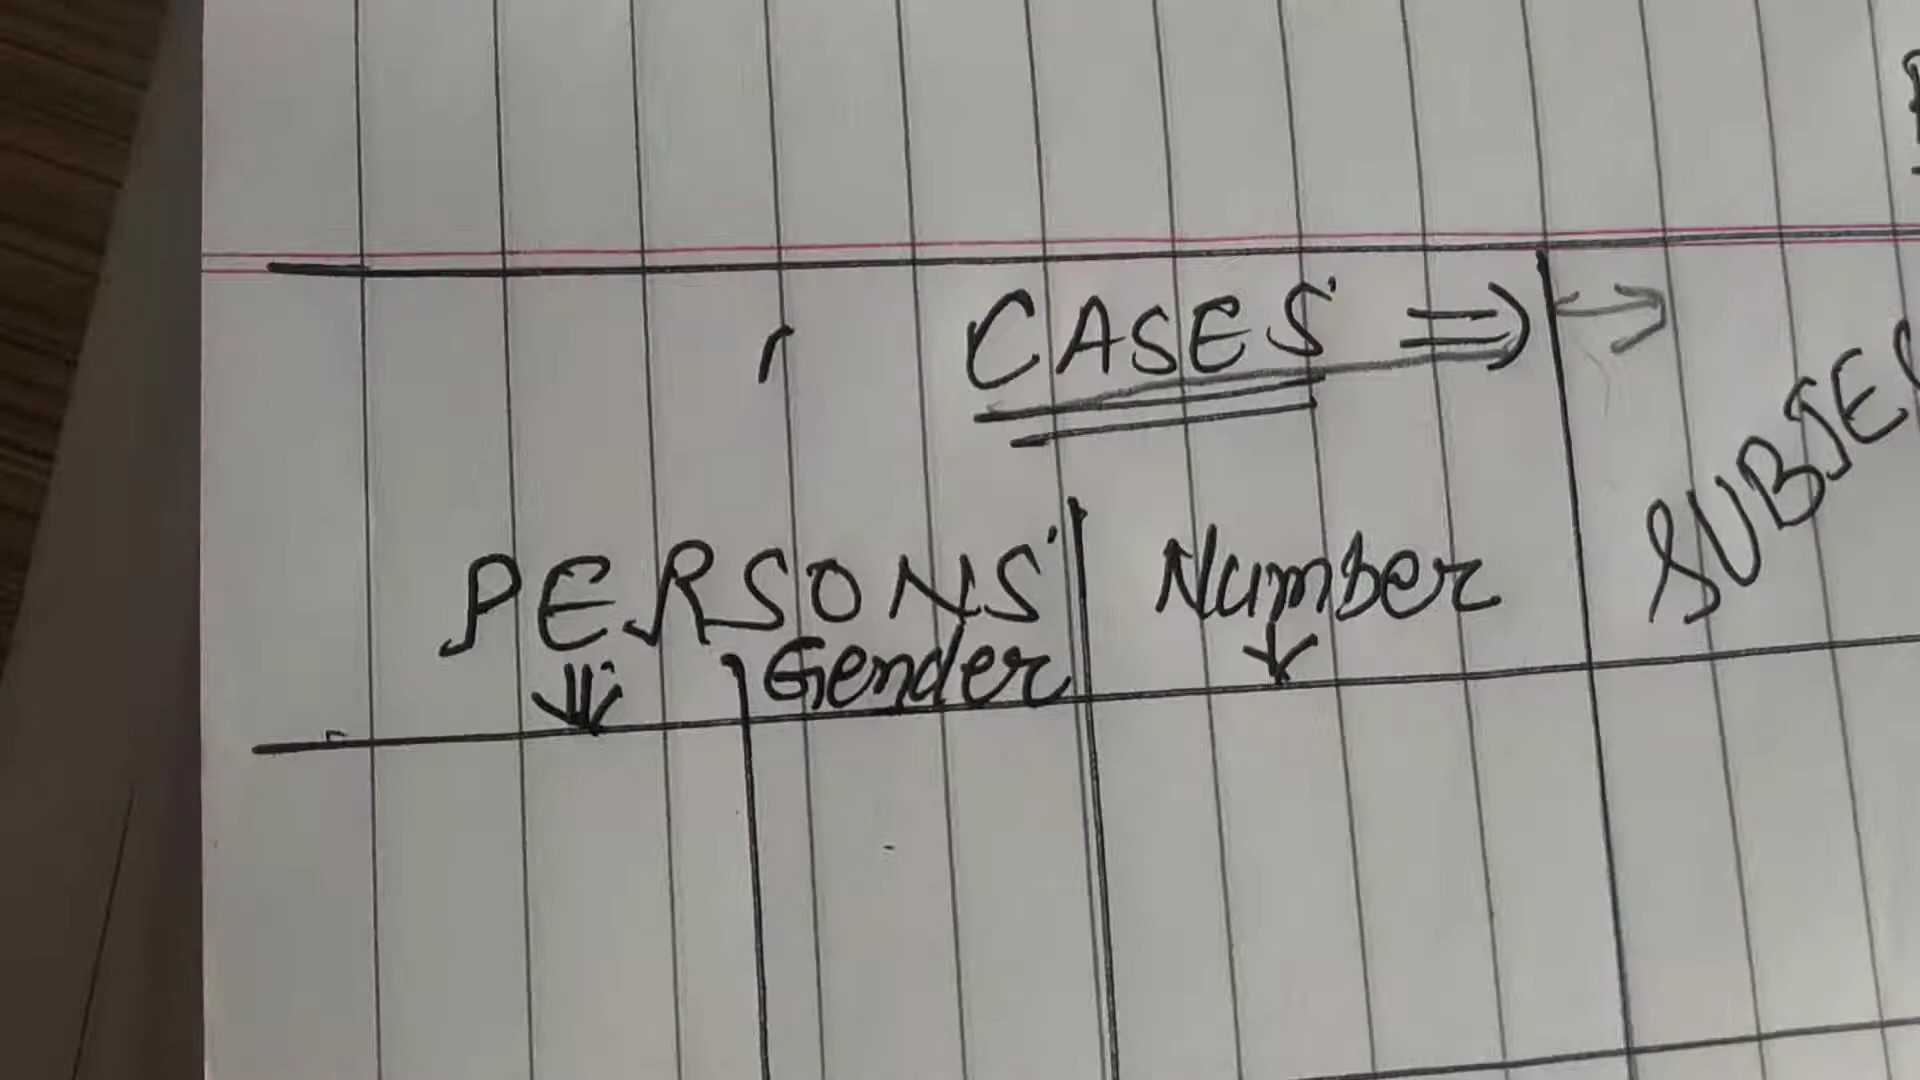 CASES ⇒ →
PERSONS Number
Gender